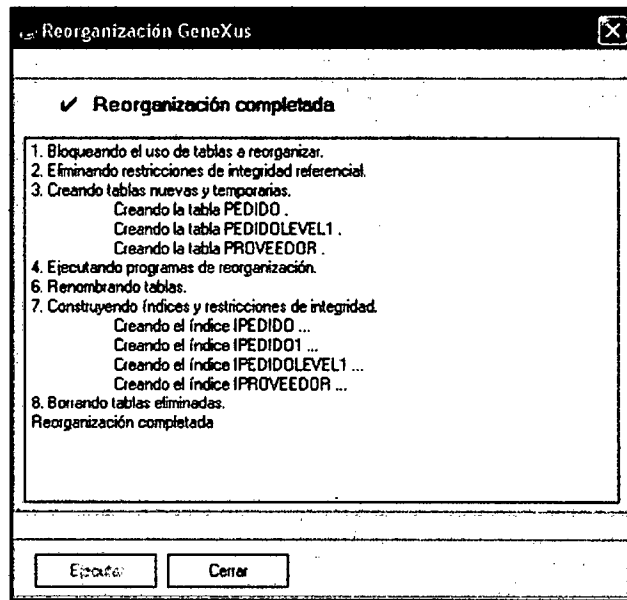 Reorganización GeneXus
Reorganización completada
1. Bloqueando el uso de tablas a reorganizar.
2. Eliminando restricciones de integridad referencial.
3. Creando tablas nuevas y temporarias.
Creando la tabla PEDIDO .
Creando la tabla PEDIDOLEVEL1 .
Creando la tabla PROVEEDOR .
4. Ejecutando programas de reorganización.
6. Renombrando tablas.
7. Construyendo índices y restricciones de integridad.
Creando el índice IPEDIDO ...
Creando el índice IPEDIDO1 ...
Creando el índice IPEDIDOLEVEL1 ...
Creando el índice IPROVEEDOR ...
8. Borrando tablas eliminadas.
Reorganización completada
Ejecutar
Cerrar